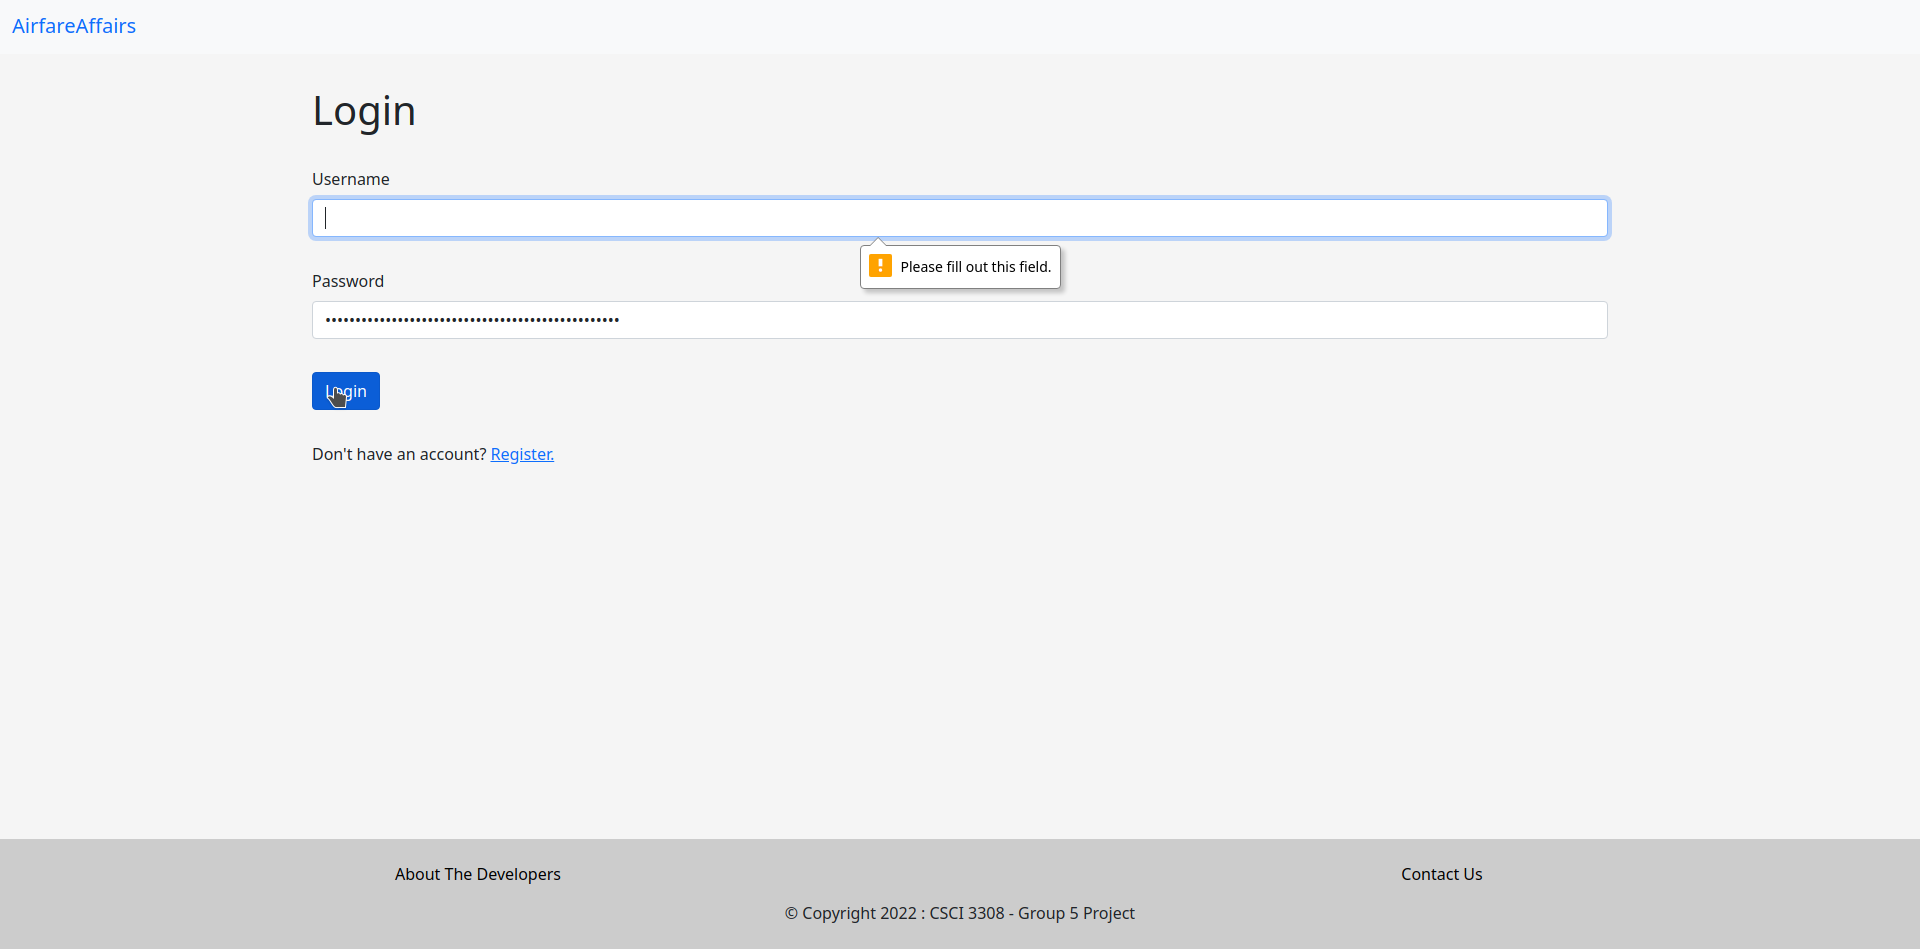 AirfareAffairs
Login
Username
Please fill out this field.
Password
•••••••••••••••••••••••••••••••••••••••••••••••••
Login
Don't have an account? Register.
About The Developers
Contact Us
© Copyright 2022 : CSCI 3308 - Group 5 Project